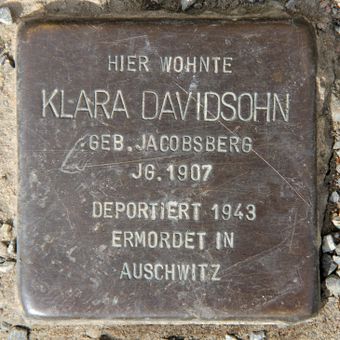 HIER WOHNTE
KLARA DAVIDSOHN
GEB. JACOBSBERG
JG. 1907
DEPORTIERT 1943
ERMORDET IN
AUSCHWITZ